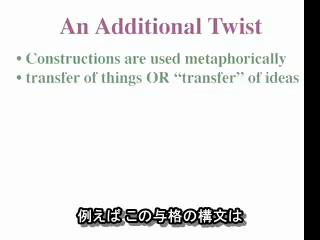 An Additional Twist
• Constructions are used metaphorically
• transfer of things OR “transfer” of ideas
例えば この与格の構文は